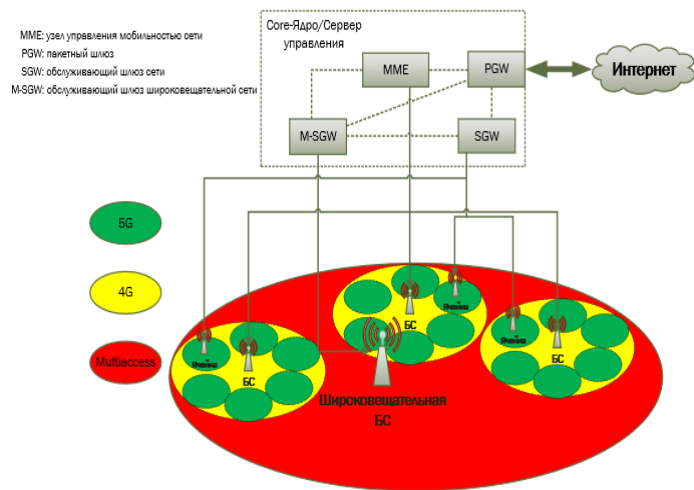 MME: узел управления мобильностью сети
PGW: пакетный шлюз
SGW: обслуживающий шлюз сети
M-SGW: обслуживающий шлюз широковещательной сети
Core-Ядро/Сервер
управления
MME
PGW
Интернет
M-SGW
SGW
5G
4G
Multiaccess
БС
БС
БС
Широковещательная
БС